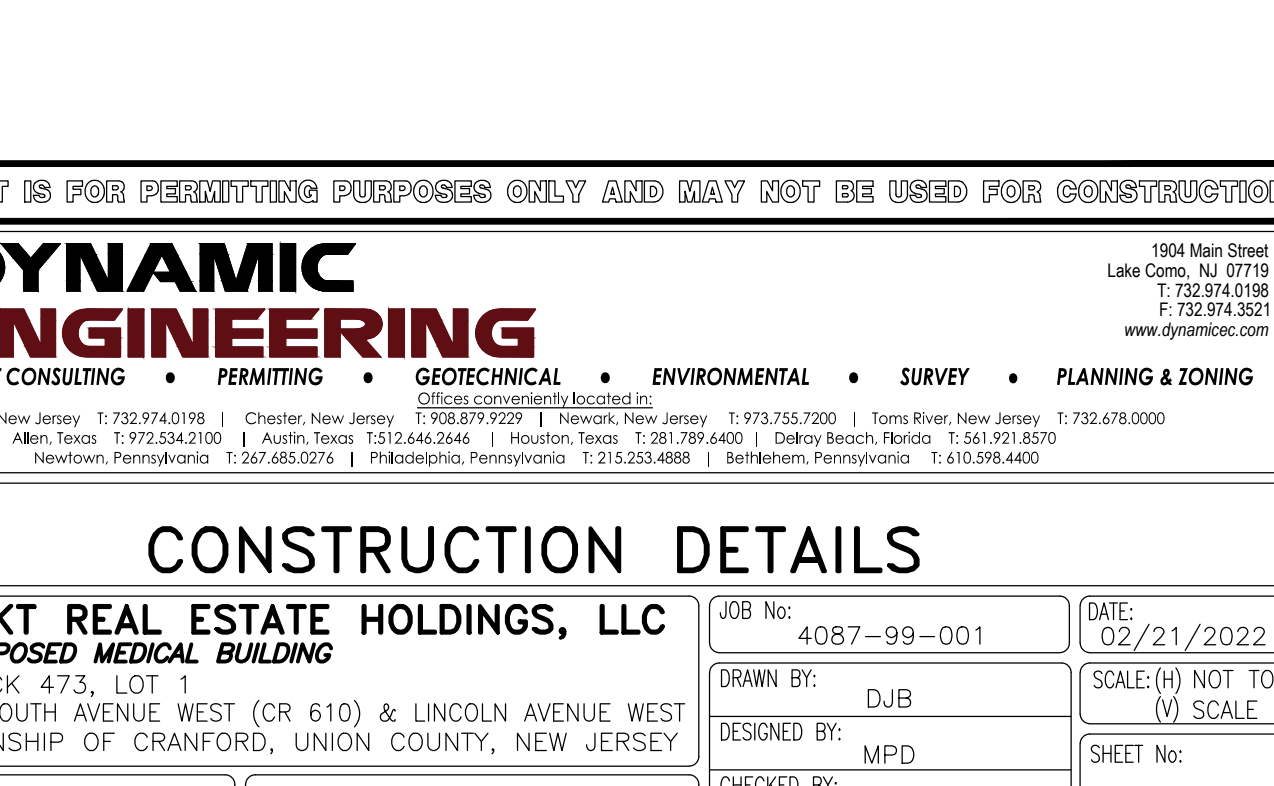 IS FOR PERMITTING PURPOSES ONLY AND MAY NOT BE USED FOR CONSTRUCTION
DYNAMIC
ENGINEERING
1904 Main Street
Lake Como, NJ 07719
T: 732.974.0198
F: 732.974.3521
www.dynamicec.com
CONSULTING • PERMITTING • GEOTECHNICAL • ENVIRONMENTAL • SURVEY • PLANNING & ZONING
Offices conveniently located in:
New Jersey T: 732.974.0198 | Chester, New Jersey T: 908.879.9229 | Newark, New Jersey T: 973.755.7200 | Toms River, New Jersey T: 732.678.0000
Allen, Texas T: 972.534.2100 | Austin, Texas T:512.646.2646 | Houston, Texas T: 281.789.6400 | Delray Beach, Florida T: 561.921.8570
Newtown, Pennsylvania T: 267.685.0276 | Philadelphia, Pennsylvania T: 215.253.4888 | Bethlehem, Pennsylvania T: 610.598.4400
CONSTRUCTION DETAILS
KT REAL ESTATE HOLDINGS, LLC
POSED MEDICAL BUILDING
CK 473, LOT 1
OUTH AVENUE WEST (CR 610) & LINCOLN AVENUE WEST
NSHIP OF CRANFORD, UNION COUNTY, NEW JERSEY
JOB No:
4087-99-001
DATE:
02/21/2022
DRAWN BY:
DJB
SCALE: (H) NOT TO
(V) SCALE
DESIGNED BY:
MPD
SHEET No:
CHECKED BY: